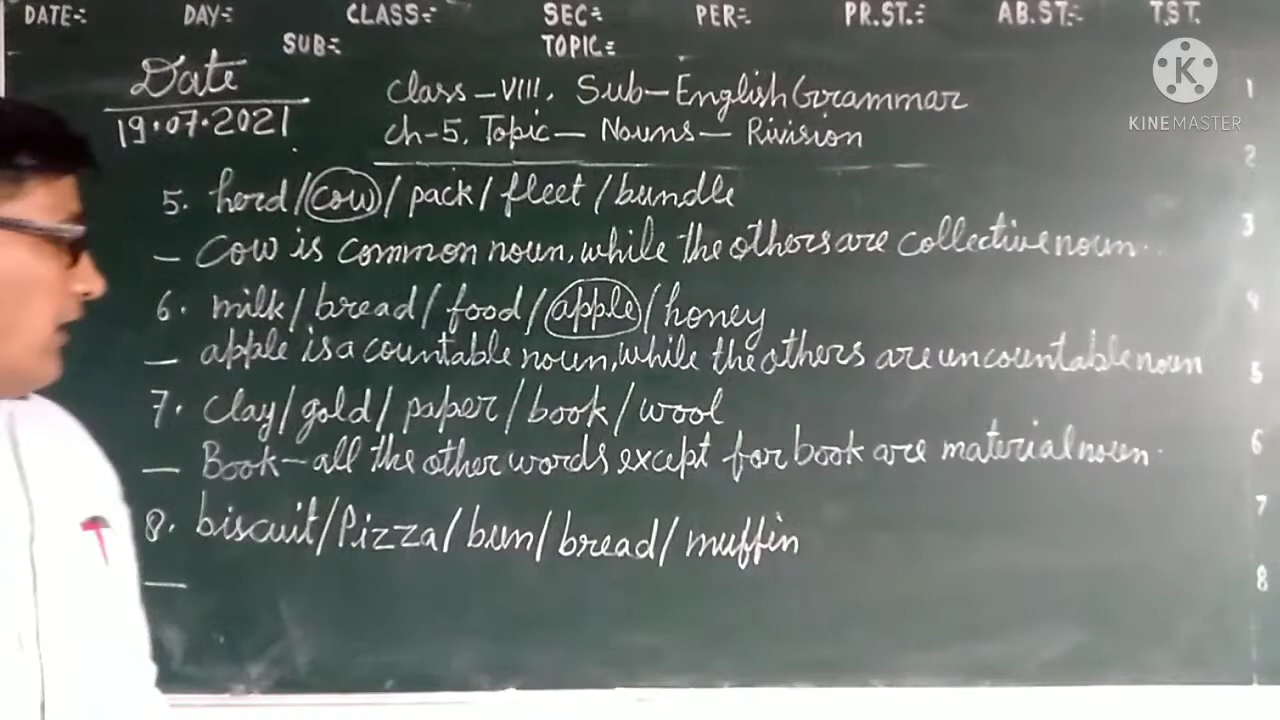 DATE:- DAY:- CLASS:- SEC:- PER:- PR.ST.:- AB.ST:- T.ST.
SUB:- TOPIC:-
Date
19.07.2021
Class-VIII. Sub-English Grammar
Ch-5. Topic- Nouns- Rivision
KINEMASTER
5. herd/cow/pack/fleet/bundle
- Cow is common noun, while the others are collective noun.
6. milk/bread/food/apple/honey
- apple is a countable noun, while the others are uncountable noun
7. Clay/gold/paper/book/wool
- Book-all the other words except for book are material noun.
8. biscuit/Pizza/bun/bread/muffin
-
1
2
3
4
5
6
7
8